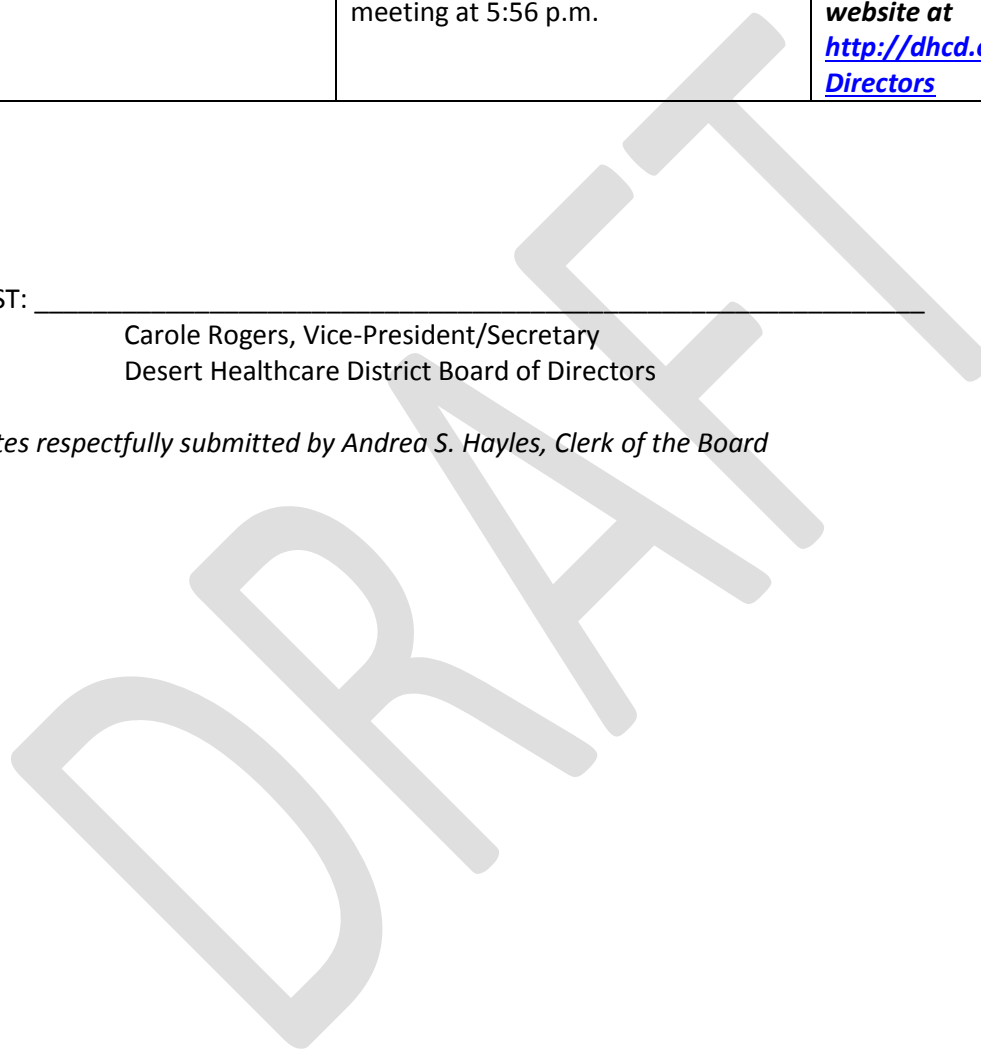 meeting at 5:56 p.m.
website at
http://dhcd.
Directors
ST: ________________________________________________________________
Carole Rogers, Vice-President/Secretary
Desert Healthcare District Board of Directors
tes respectfully submitted by Andrea S. Hayles, Clerk of the Board
DRAFT